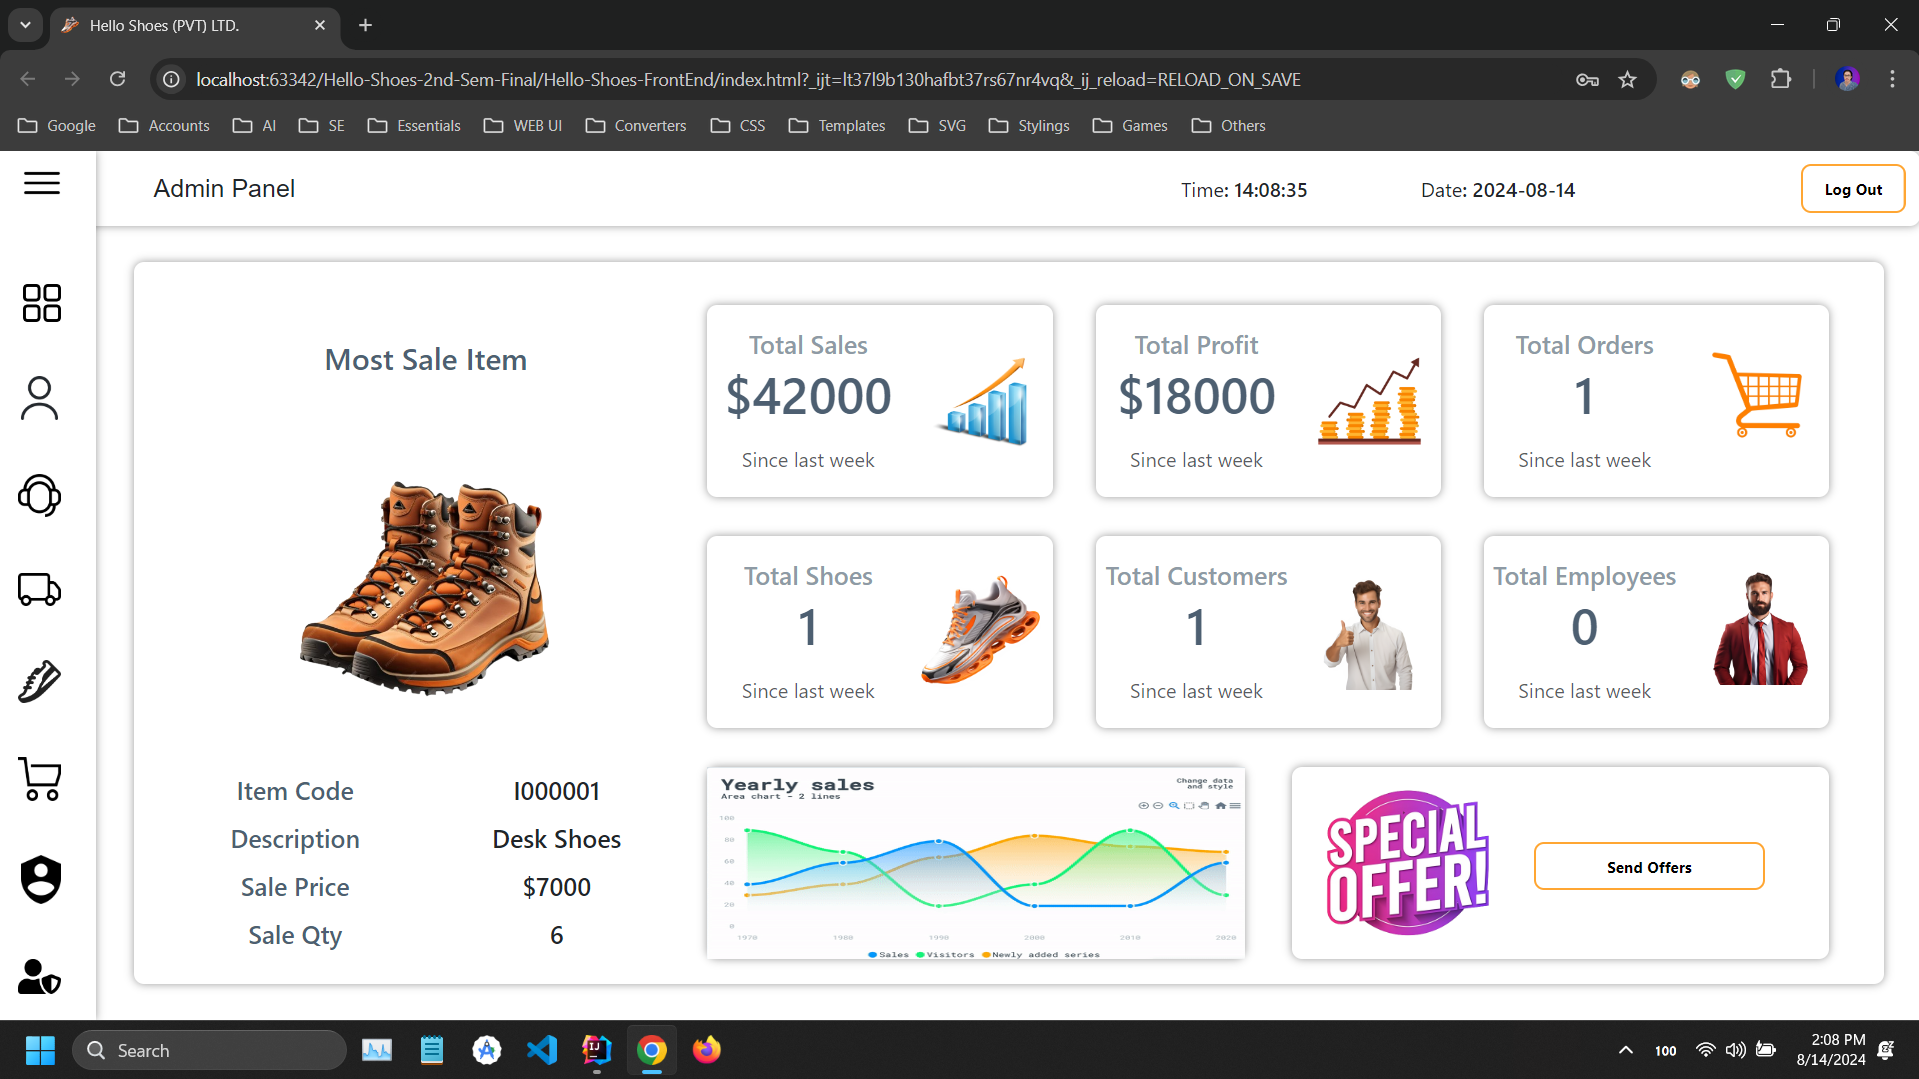 Hello Shoes (PVT) LTD.
localhost:63342/Hello-Shoes-2nd-Sem-Final/Hello-Shoes-FrontEnd/index.html?_ijt=lt37l9b130hafbt37rs67nr4vq&_ij_reload=RELOAD_ON_SAVE
Google Accounts AI SE Essentials WEB UI Converters CSS Templates SVG Stylings Games Others
Admin Panel Time: 14:08:35 Date: 2024-08-14 Log Out
Most Sale Item
Total Sales
$42000
Since last week
Total Profit
$18000
Since last week
Total Orders
1
Since last week
Total Shoes
1
Since last week
Total Customers
1
Since last week
Total Employees
0
Since last week
Item Code I000001
Description Desk Shoes
Sale Price $7000
Sale Qty 6
Yearly sales
Area chart - 2 lines
Change data
and style
100
80
60
40
20
0
1970 1980 1990 2000 2010 2020
Sales Visitors Newly added series
SPECIAL
OFFER!
Send Offers
Search
IJ
100
2:08 PM
8/14/2024